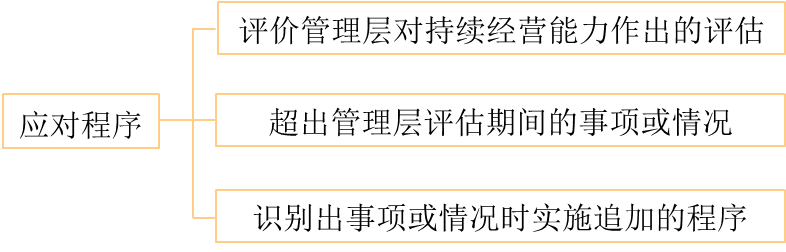 评价管理层对持续经营能力作出的评估
应对程序
超出管理层评估期间的事项或情况
识别出事项或情况时实施追加的程序